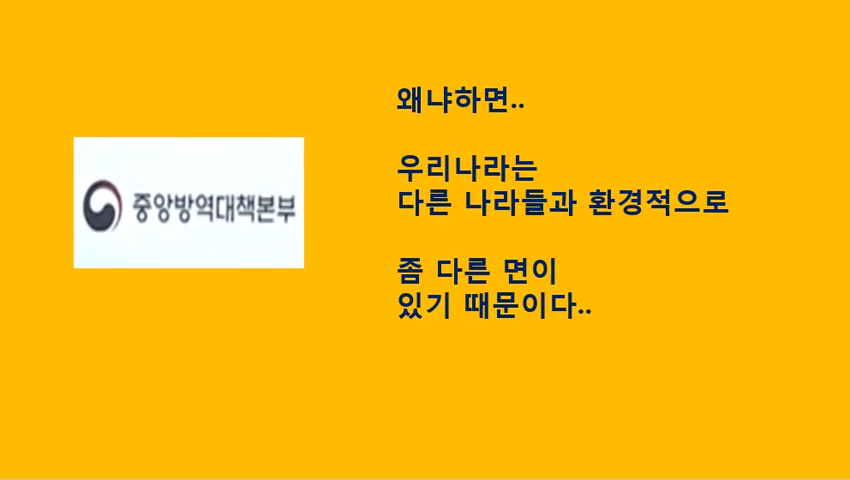 왜냐하면..
중앙방역대책본부
우리나라는
다른 나라들과 환경적으로
좀 다른 면이
있기 때문이다..